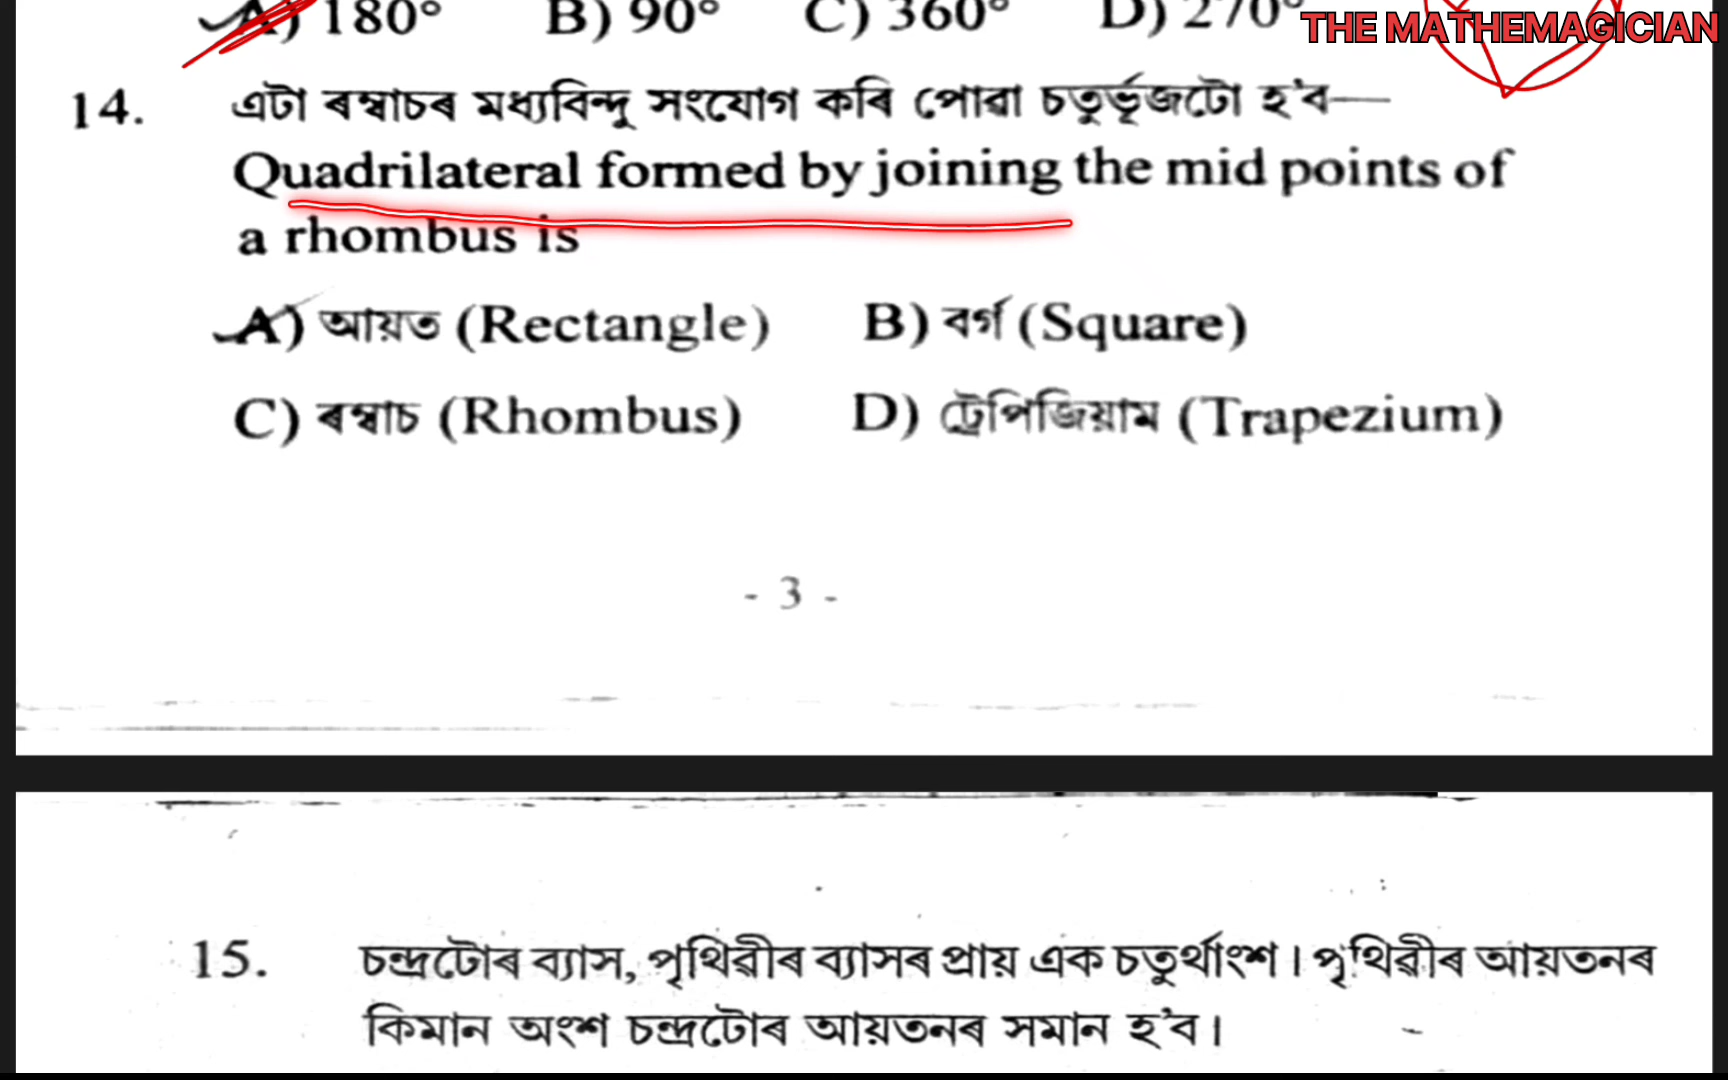 A) 180° B) 90° C) 360° D) 270°
THE MATHEMAGICIAN
14. এটা ৰম্বাচৰ মধ্যবিন্দু সংযোগ কৰি পোৱা চতুৰ্ভূজটো হ'ব—
Quadrilateral formed by joining the mid points of
a rhombus is
A) আয়ত (Rectangle) B) বৰ্গ (Square)
C) ৰম্বাচ (Rhombus) D) ট্ৰেপিজিয়াম (Trapezium)
- 3 -
15. চন্দ্ৰটোৰ ব্যাস, পৃথিৱীৰ ব্যাসৰ প্ৰায় এক চতুৰ্থাংশ। পৃথিৱীৰ আয়তনৰ
কিমান অংশ চন্দ্ৰটোৰ আয়তনৰ সমান হ'ব।